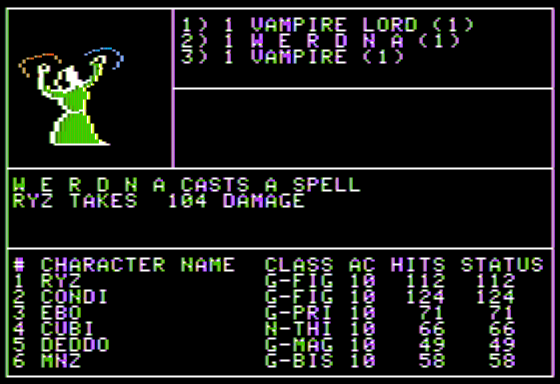 1) 1 VAMPIRE LORD (1)
2) 1 W E R D N A (1)
3) 1 VAMPIRE (1)
W E R D N A CASTS A SPELL
RYZ TAKES 104 DAMAGE
# CHARACTER NAME CLASS AC HITS STATUS
1 RYZ G-FIG 10 112 112
2 CONDI G-FIG 10 124 124
3 EBO G-PRI 10 71 71
4 CUBI N-THI 10 66 66
5 DEDDO G-MAG 10 49 49
6 MNZ G-BIS 10 58 58